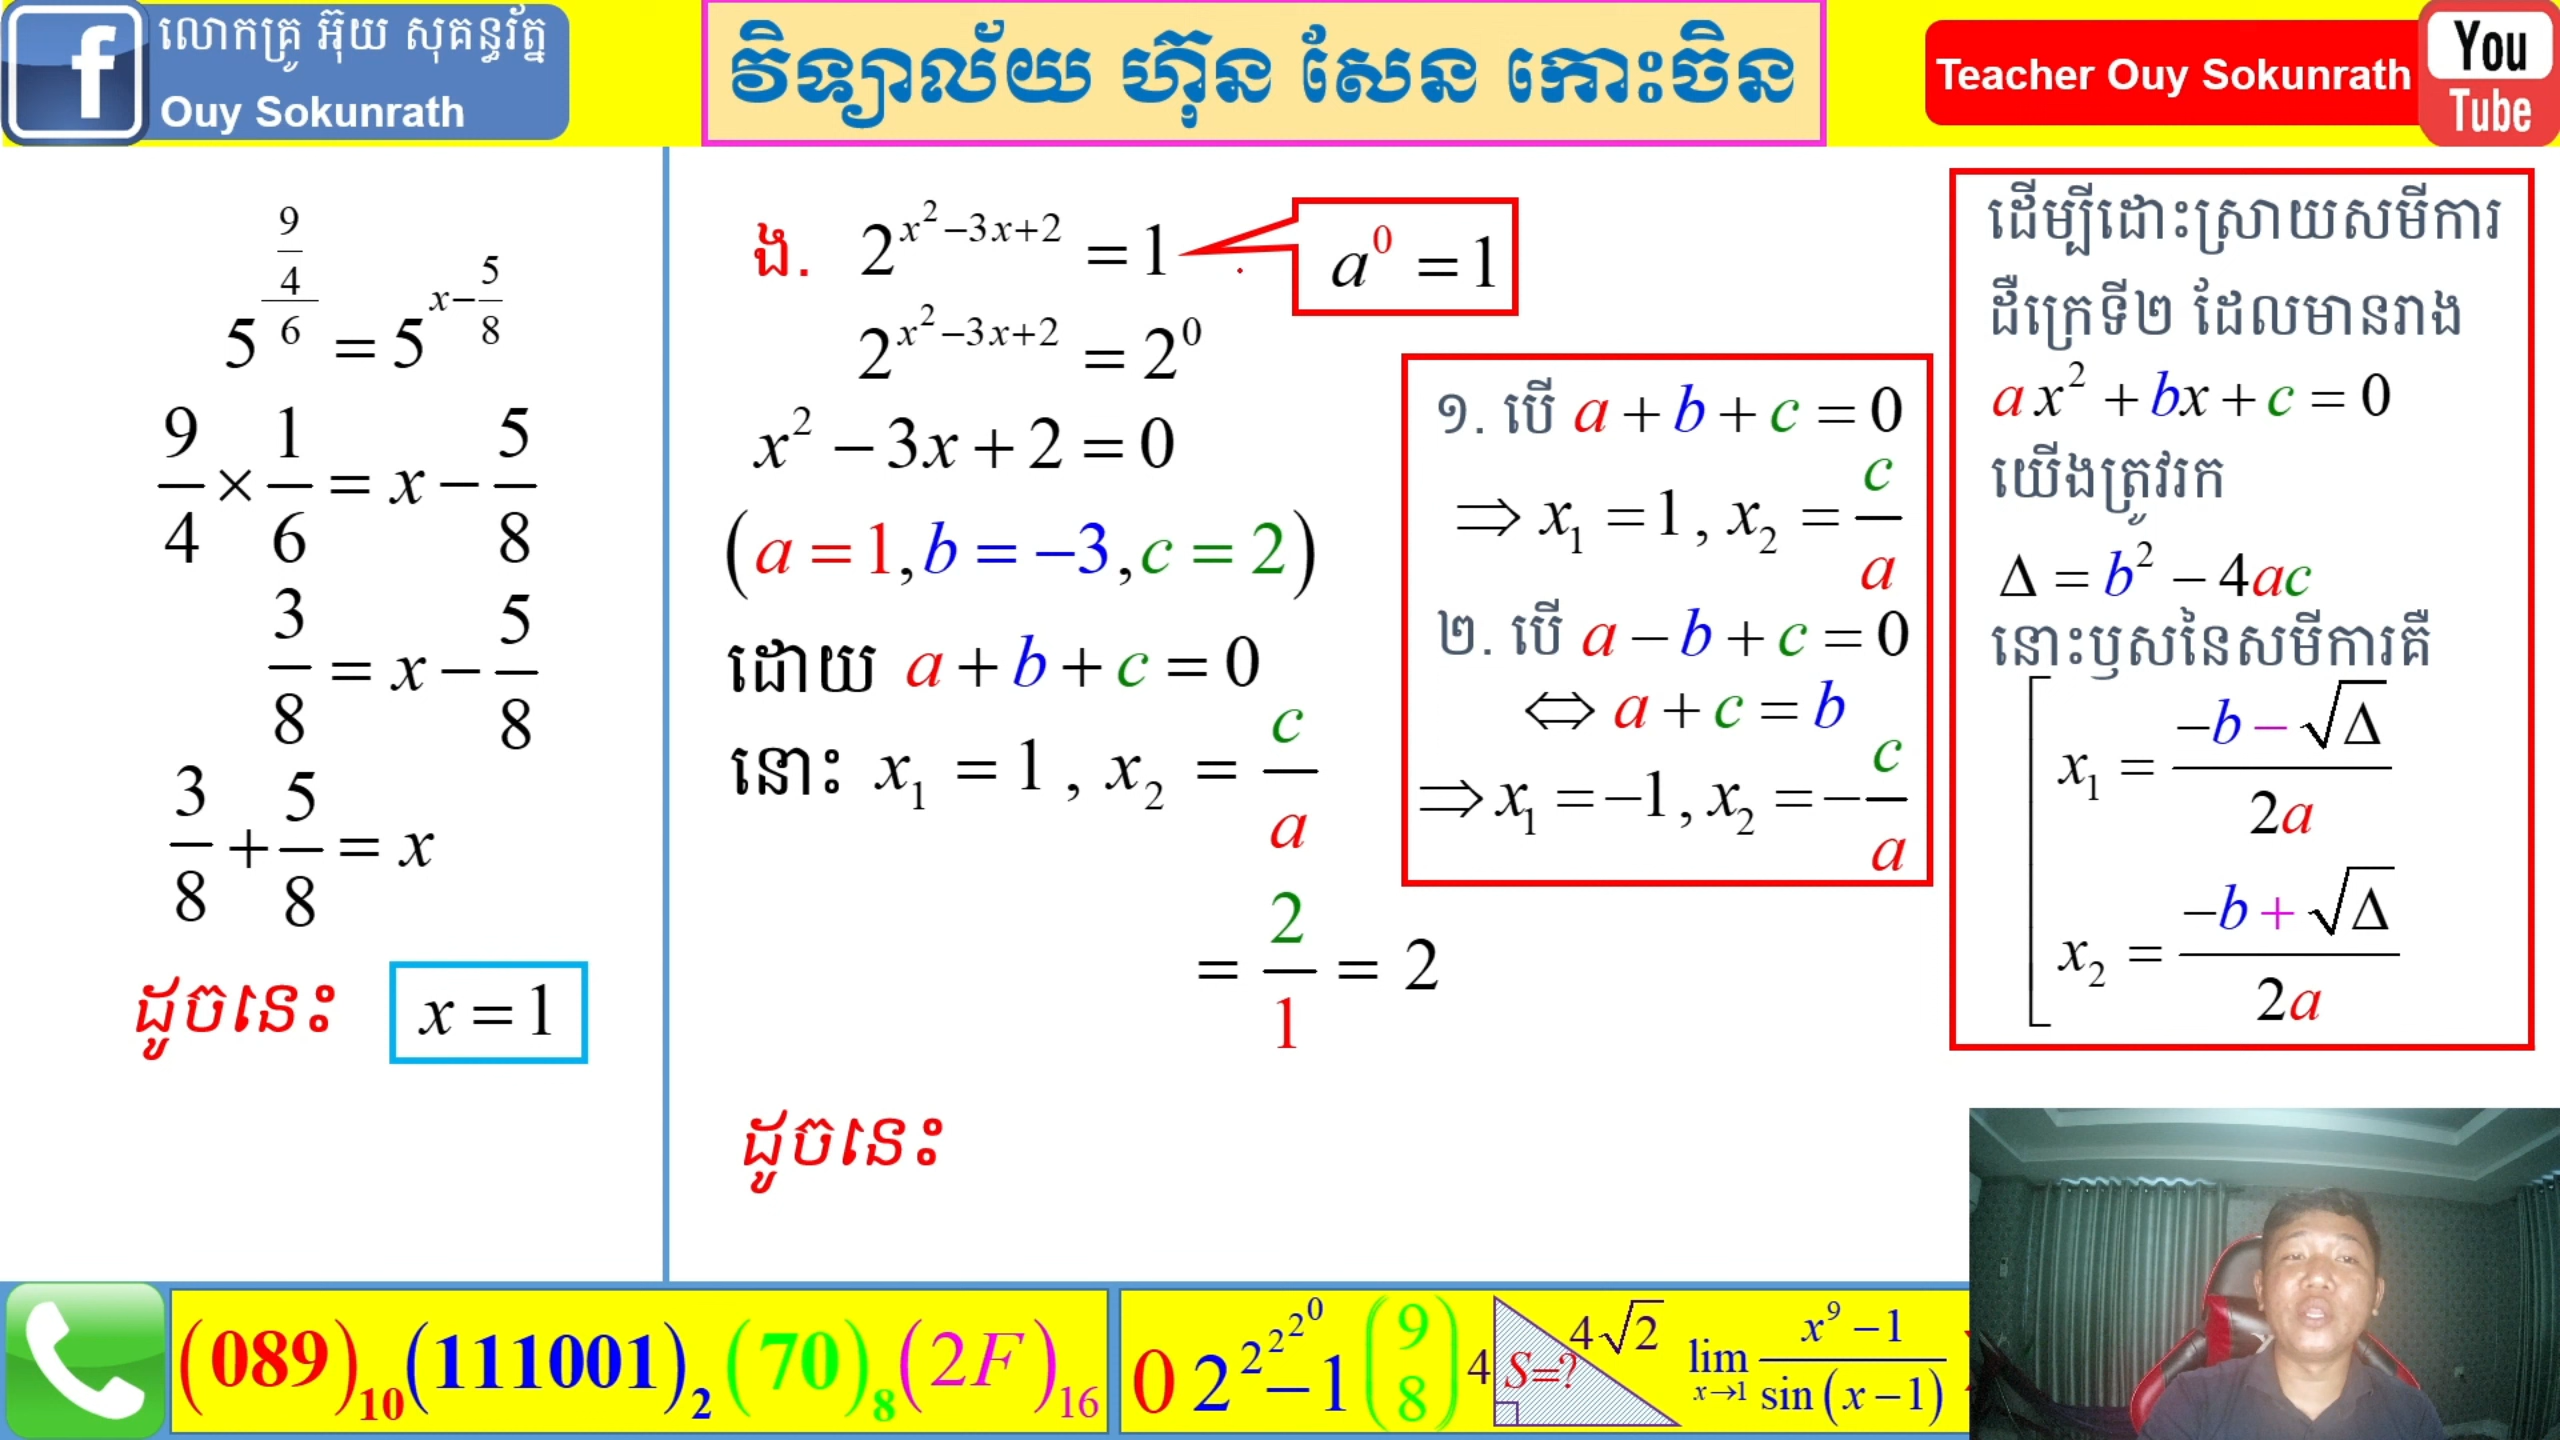 លោកគ្រូ អ៊ុយ សុគន្ធរ័ត្ន
Ouy Sokunrath
វិទ្យាល័យ ហ៊ុន សែន កោះចិន
Teacher Ouy Sokunrath
You
Tube
5^((9/4)/6) = 5^(x−5/8)
9/4 × 1/6 = x − 5/8
3/8 = x − 5/8
3/8 + 5/8 = x
ដូចនេះ x = 1
ង. 2^(x²−3x+2) = 1
a⁰ = 1
2^(x²−3x+2) = 2⁰
x² − 3x + 2 = 0
(a = 1, b = −3, c = 2)
ដោយ a + b + c = 0
នោះ x₁ = 1 , x₂ = c/a
= 2/1 = 2
ដូចនេះ
១. បើ a + b + c = 0
⇒ x₁ = 1 , x₂ = c/a
២. បើ a − b + c = 0
⇔ a + c = b
⇒ x₁ = −1 , x₂ = −c/a
ដើម្បីដោះស្រាយសមីការ
ដឺក្រេទី២ ដែលមានរាង
ax² + bx + c = 0
យើងត្រូវរក
Δ = b² − 4ac
នោះឫសនៃសមីការគឺ
x₁ = (−b − √Δ)/2a
x₂ = (−b + √Δ)/2a
(089)₁₀ (111001)₂ (70)₈ (2F)₁₆
0 2^(2^(2^(2^0))) −1 (9 8) 4 S=? 4√2 lim x→1 (x⁹ − 1)/sin(x − 1)